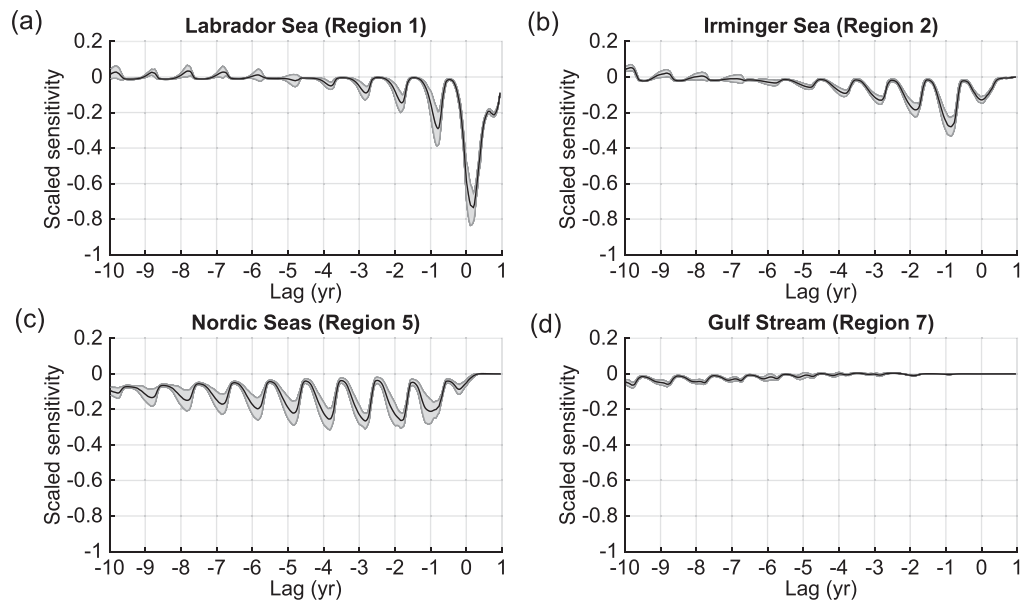 (a) Labrador Sea (Region 1)
0.2
0
-0.2
-0.4
-0.6
-0.8
-1
Scaled sensitivity
-10 -9 -8 -7 -6 -5 -4 -3 -2 -1 0 1
Lag (yr)
(b) Irminger Sea (Region 2)
0.2
0
-0.2
-0.4
-0.6
-0.8
-1
Scaled sensitivity
-10 -9 -8 -7 -6 -5 -4 -3 -2 -1 0 1
Lag (yr)
(c) Nordic Seas (Region 5)
0.2
0
-0.2
-0.4
-0.6
-0.8
-1
Scaled sensitivity
-10 -9 -8 -7 -6 -5 -4 -3 -2 -1 0 1
Lag (yr)
(d) Gulf Stream (Region 7)
0.2
0
-0.2
-0.4
-0.6
-0.8
-1
Scaled sensitivity
-10 -9 -8 -7 -6 -5 -4 -3 -2 -1 0 1
Lag (yr)